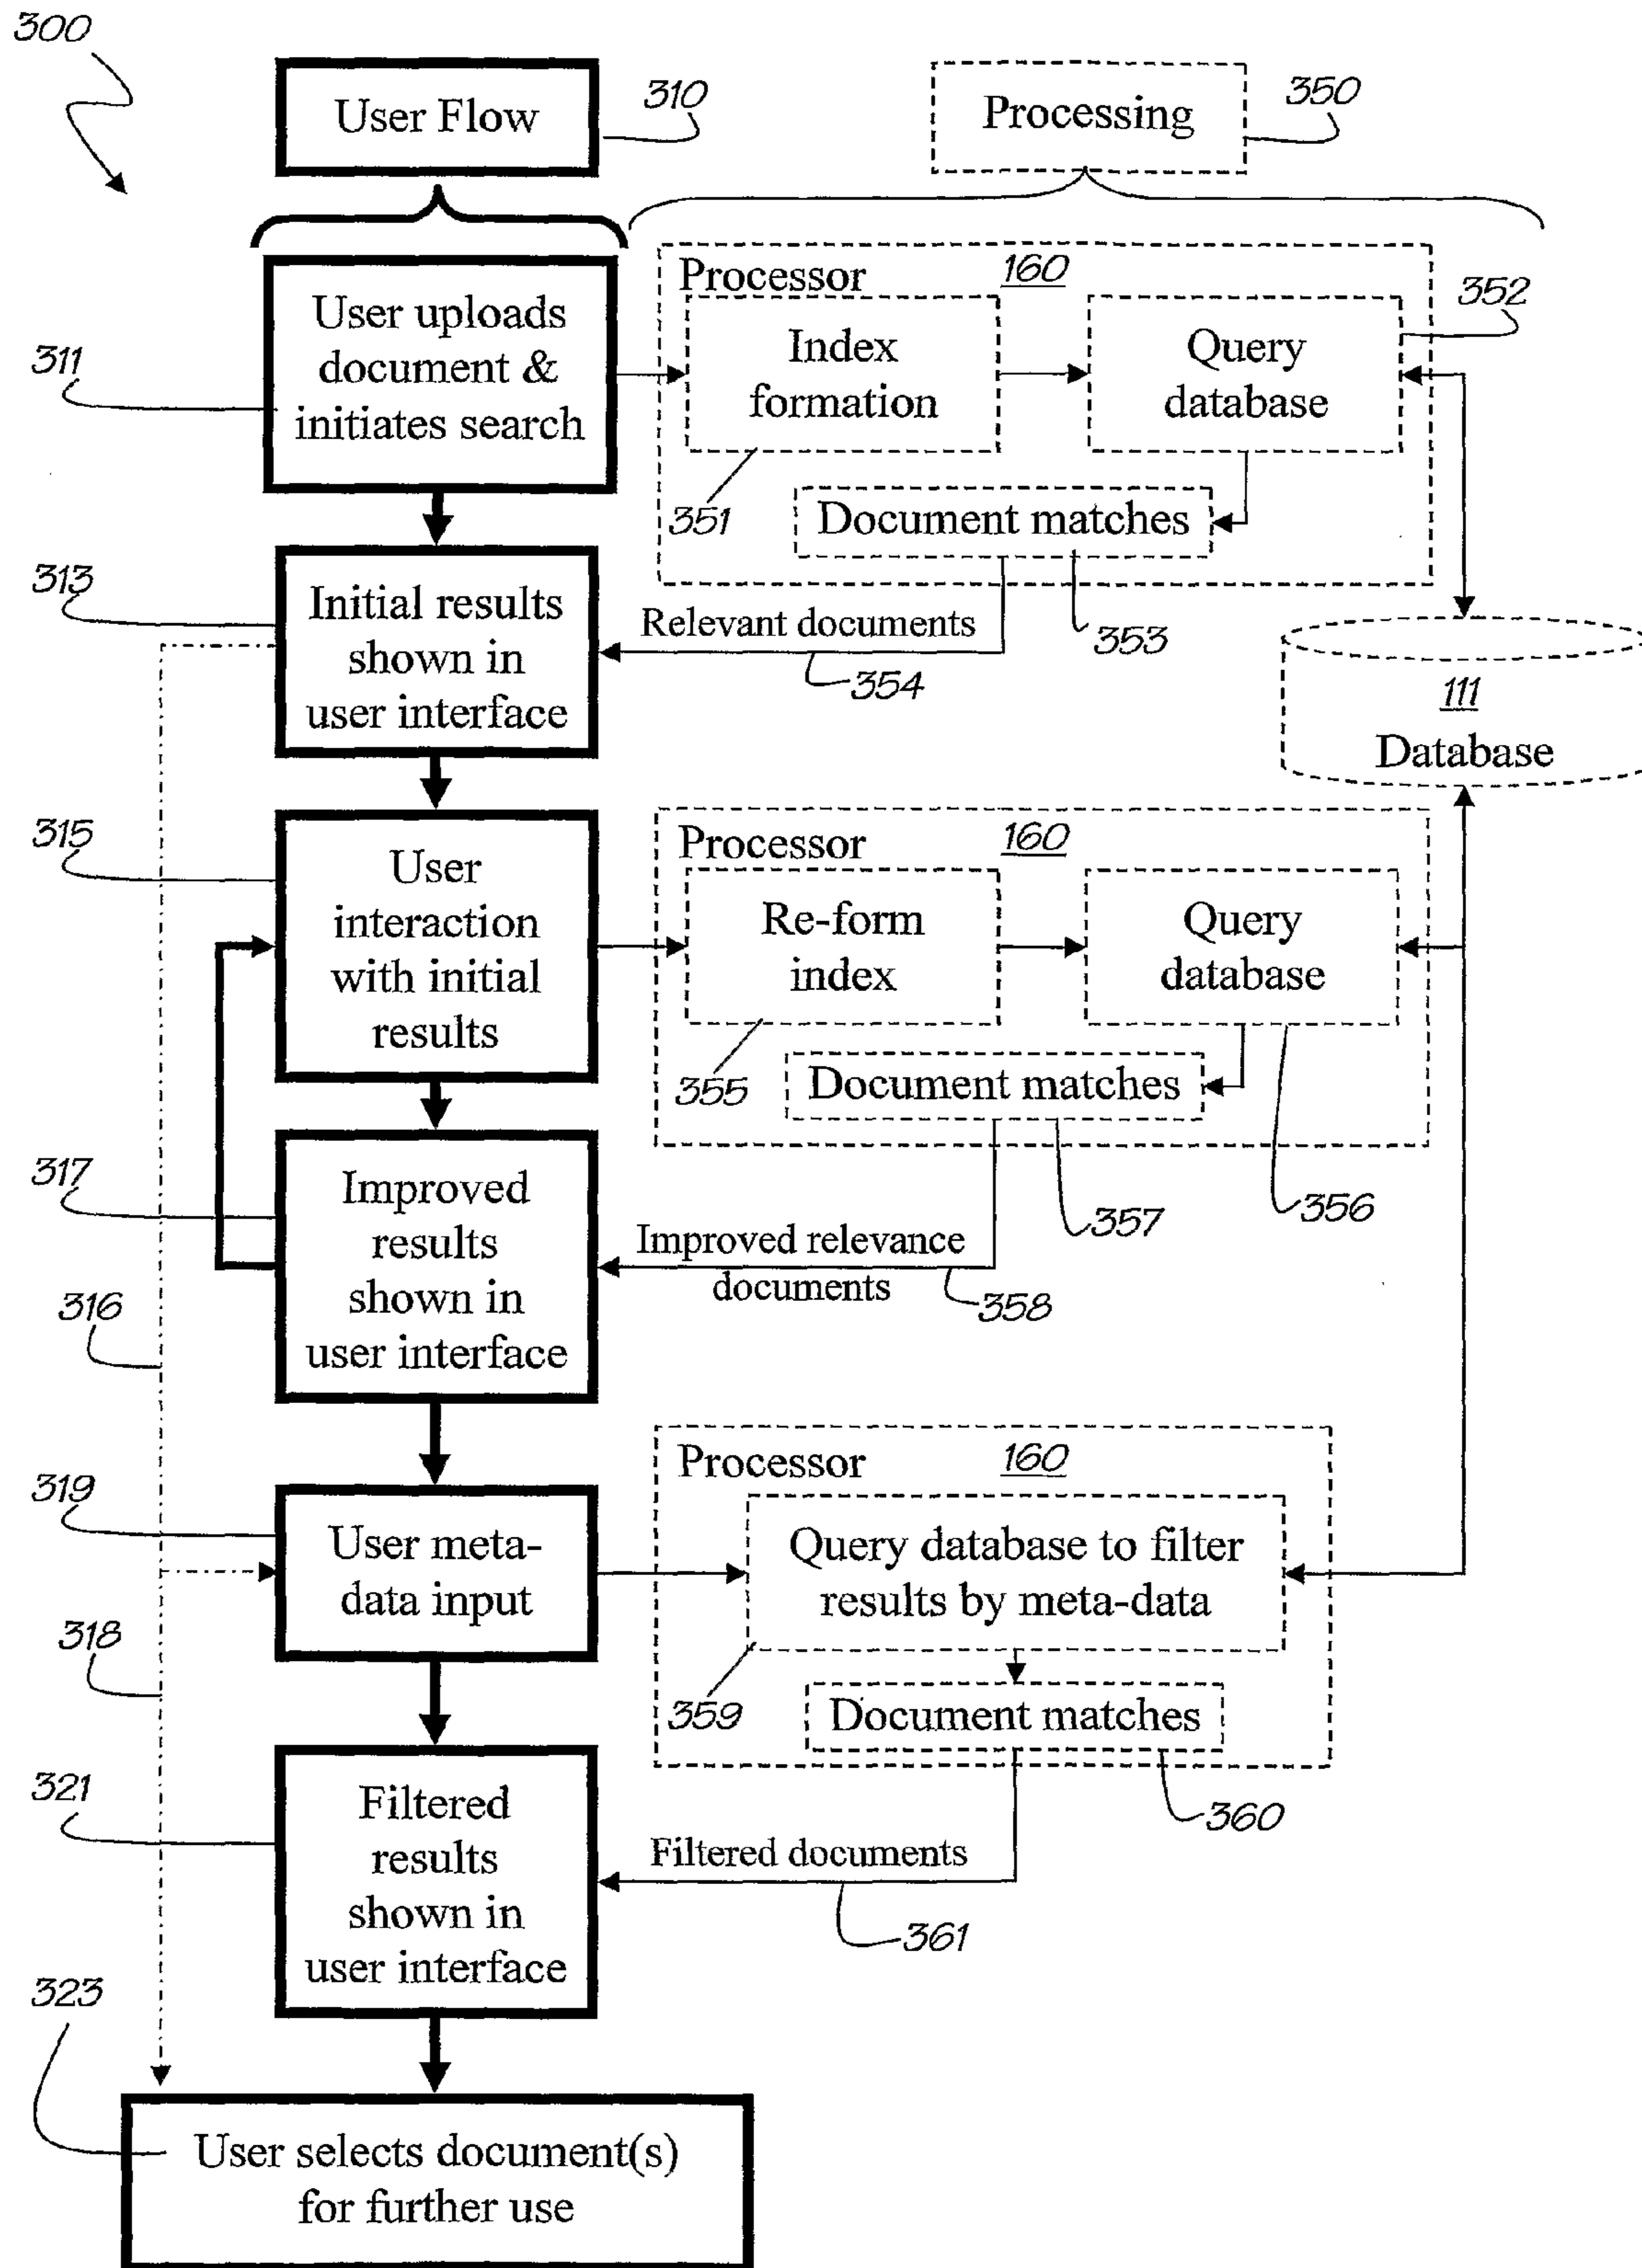 300
User Flow
310
Processing
350
User uploads
document &
initiates search
311
Processor 160
Index
formation
351
Query
database
352
Document matches
353
Relevant documents
354
Initial results
shown in
user interface
313
111
Database
User
interaction
with initial
results
315
Processor 160
Re-form
index
355
Query
database
356
Document matches
357
Improved relevance
documents
358
Improved
results
shown in
user interface
317
316
User meta-
data input
319
318
Processor 160
Query database to filter
results by meta-data
359
Document matches
360
Filtered documents
361
Filtered
results
shown in
user interface
321
323
User selects document(s)
for further use